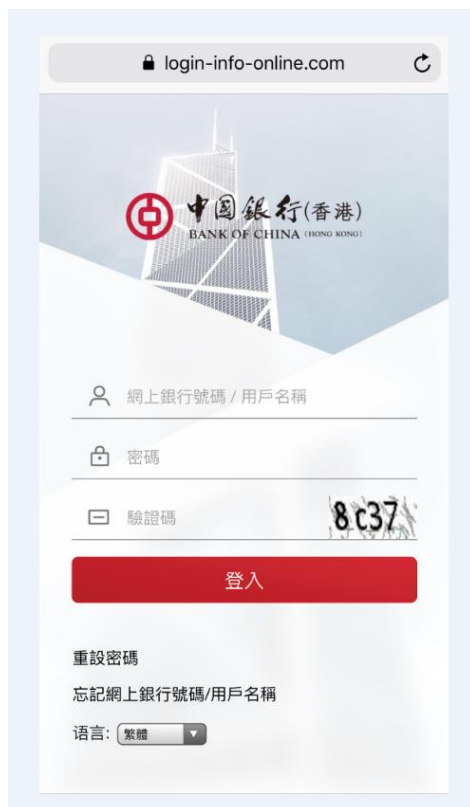 login-info-online.com
中国銀行(香港)
BANK OF CHINA (HONG KONG)
網上銀行號碼 / 用戶名稱
密碼
驗證碼
8 c37
登入
重設密碼
忘記網上銀行號碼/用戶名稱
语言: 繁體